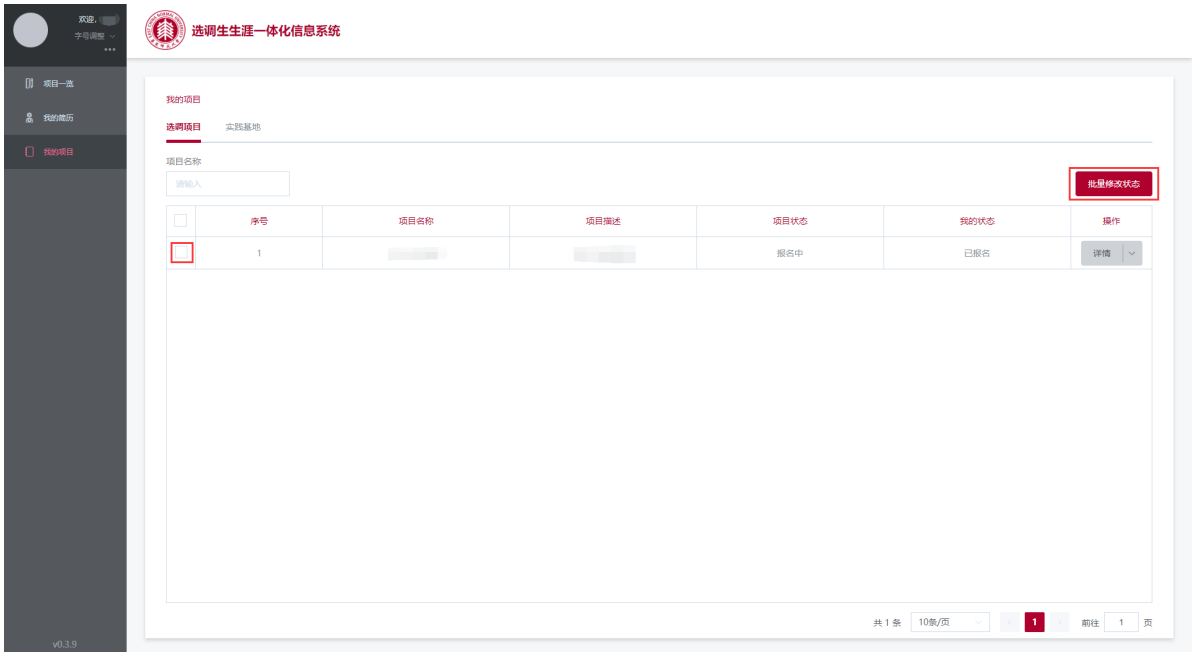 欢迎,
字号调整
选调生生涯一体化信息系统
项目一览
我的简历
我的项目
我的项目
选调项目 实践基地
项目名称
请输入
批量修改状态
序号 项目名称 项目描述 项目状态 我的状态 操作
1 报名中 已报名 详情
共 1 条 10条/页 1 前往 1 页
v0.3.9